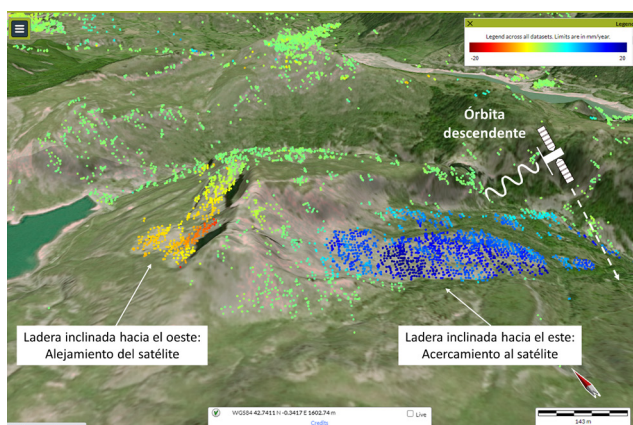 Legend
Legend across all datasets. Limits are in mm/year.
-20
20
Órbita
descendente
Ladera inclinada hacia el oeste:
Alejamiento del satélite
Ladera inclinada hacia el este:
Acercamiento al satélite
WGS84 42.7411 N -0.3417 E 1602.74 m
Live
Credits
143 m